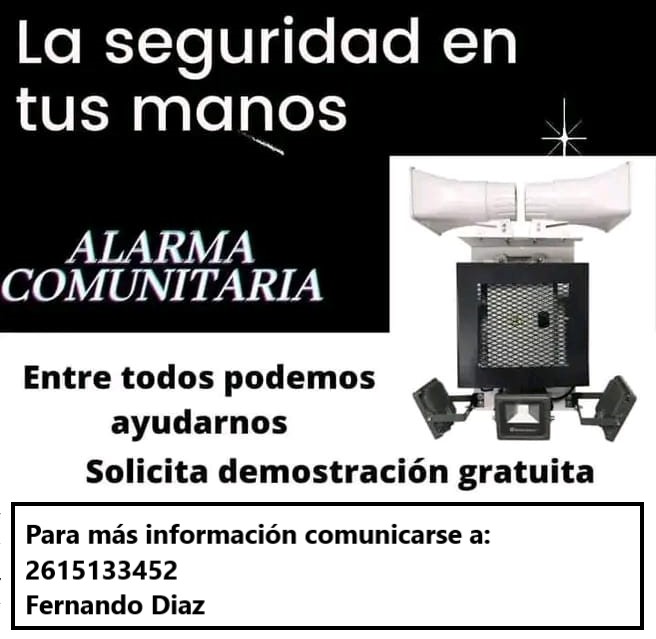 La seguridad en
tus manos
ALARMA
COMUNITARIA
Entre todos podemos
ayudarnos
Solicita demostración gratuita
Para más información comunicarse a:
2615133452
Fernando Diaz